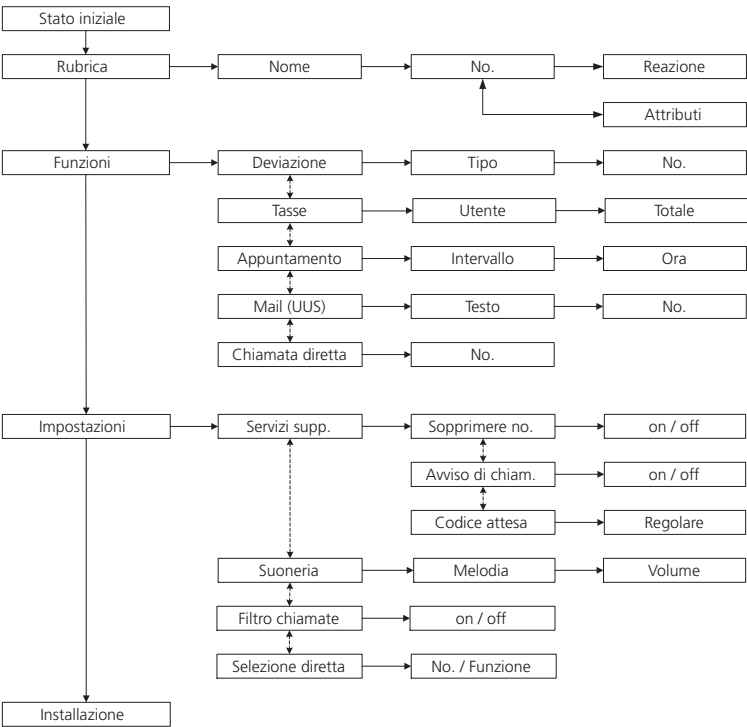 Stato iniziale
Rubrica Nome No. Reazione
Attributi
Funzioni Deviazione Tipo No.
Tasse Utente Totale
Appuntamento Intervallo Ora
Mail (UUS) Testo No.
Chiamata diretta No.
Impostazioni Servizi supp. Sopprimere no. on / off
Avviso di chiam. on / off
Codice attesa Regolare
Suoneria Melodia Volume
Filtro chiamate on / off
Selezione diretta No. / Funzione
Installazione